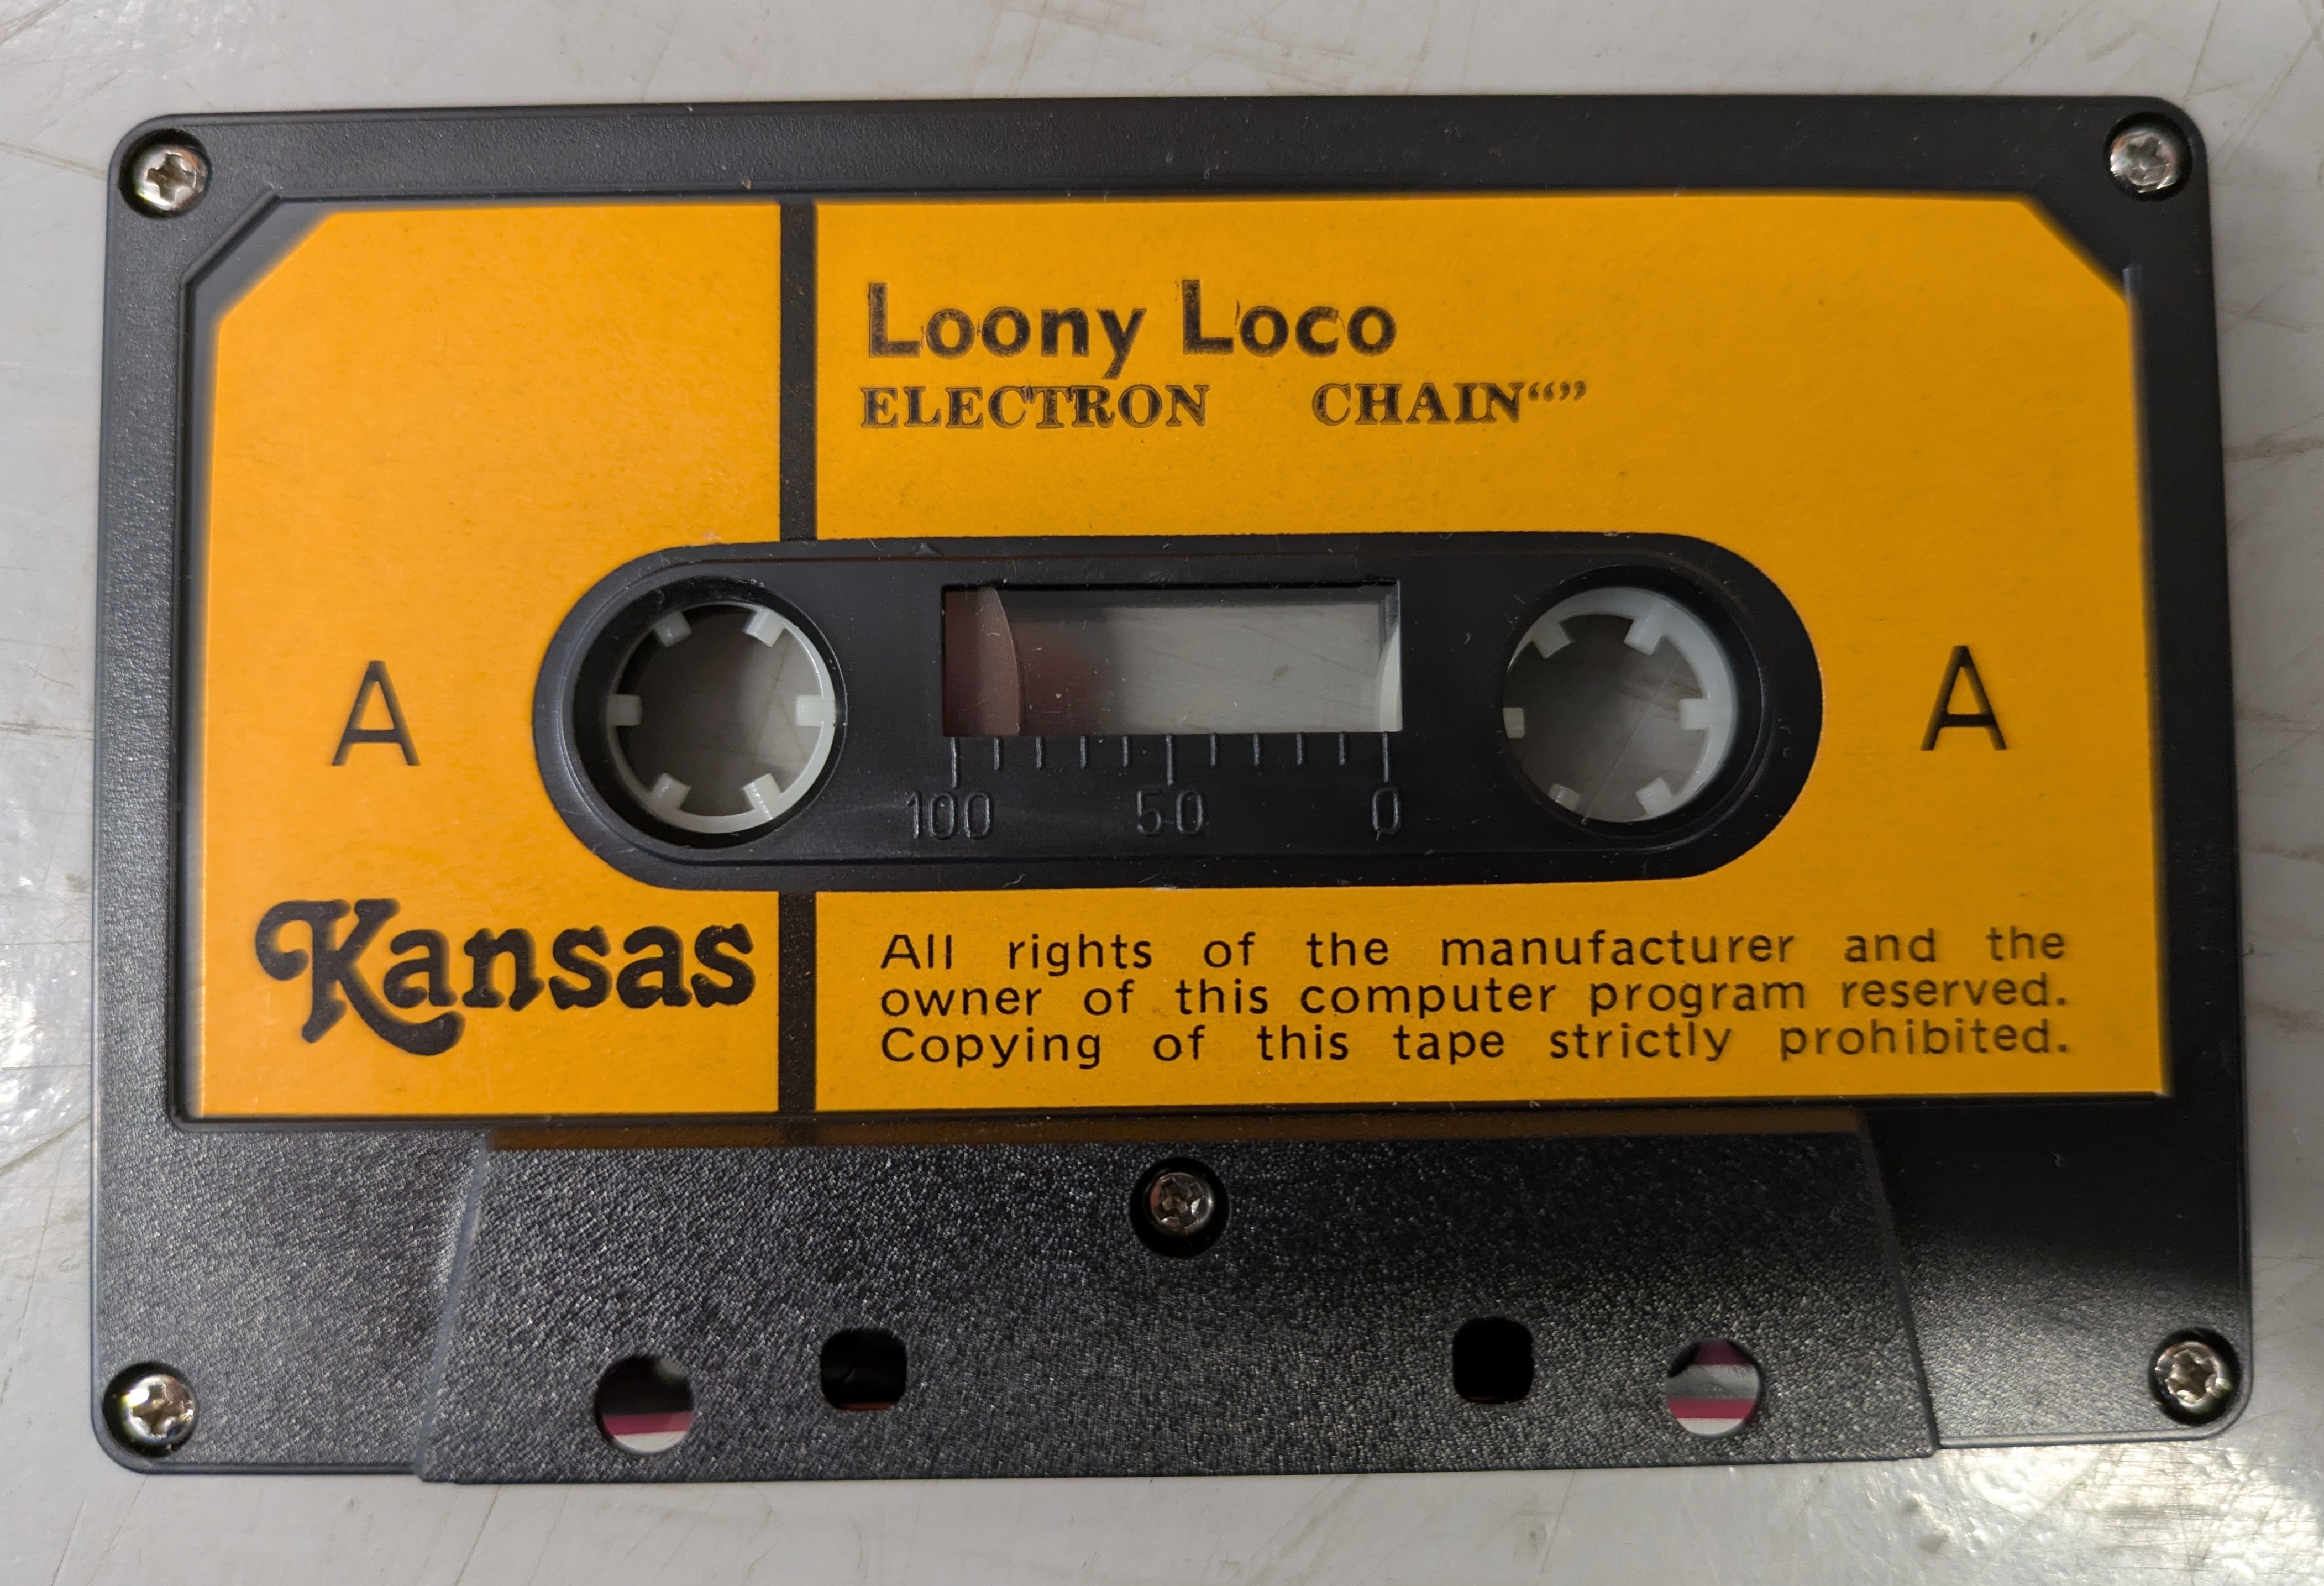 Loony Loco
ELECTRON CHAIN“”
A
A
100 50 0
Kansas
All rights of the manufacturer and the
owner of this computer program reserved.
Copying of this tape strictly prohibited.